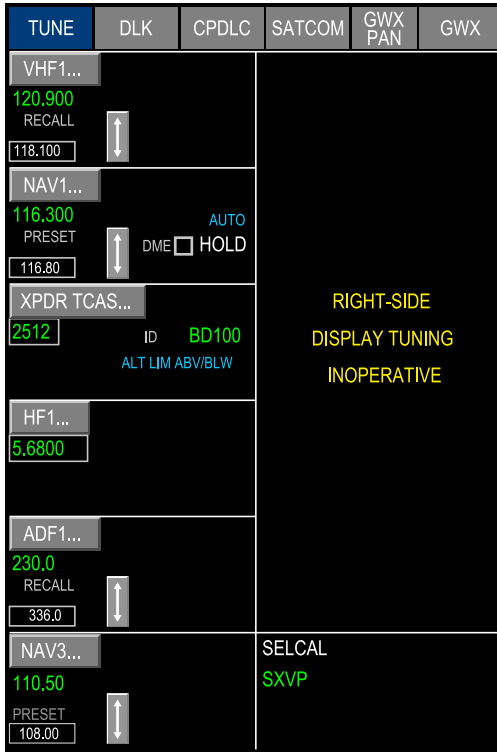 TUNE
DLK
CPDLC
SATCOM
GWX
PAN
GWX
VHF1...
120.900
RECALL
118.100
NAV1...
116.300
AUTO
PRESET
DME HOLD
116.80
XPDR TCAS...
2512
ID BD100
ALT LIM ABV/BLW
HF1...
5.6800
ADF1...
230.0
RECALL
336.0
NAV3...
110.50
PRESET
108.00
RIGHT-SIDE
DISPLAY TUNING
INOPERATIVE
SELCAL
SXVP